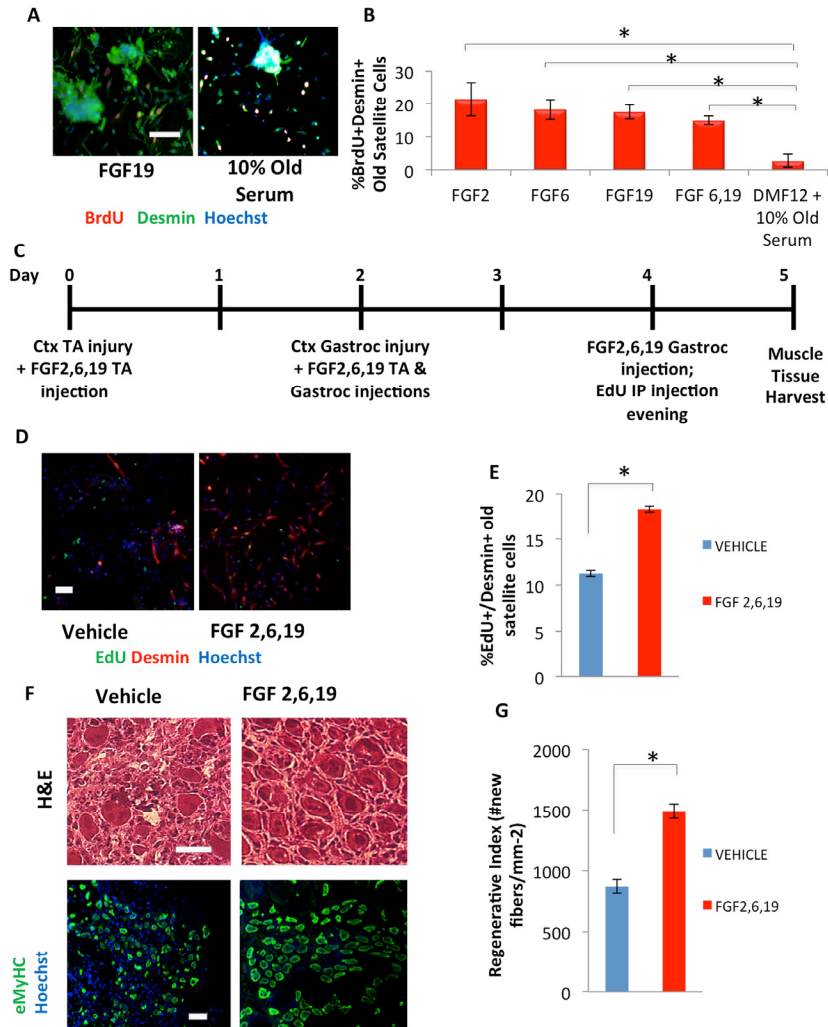 A
FGF19
10% Old
Serum
BrdU Desmin Hoechst
B
%BrdU+Desmin+
Old Satellite Cells
30
20
10
0
*
*
*
*
FGF2
FGF6
FGF19
FGF 6,19
DMF12 +
10% Old
Serum
C
Day 0 1 2 3 4 5
Ctx TA injury
+ FGF2,6,19 TA
injection
Ctx Gastroc injury
+ FGF2,6,19 TA &
Gastroc injections
FGF2,6,19 Gastroc
injection;
EdU IP injection
evening
Muscle
Tissue
Harvest
D
Vehicle
FGF 2,6,19
EdU Desmin Hoechst
E
%EdU+/Desmin+ old
satellite cells
20
15
10
5
0
*
VEHICLE
FGF 2,6,19
F
Vehicle
FGF 2,6,19
H&E
eMyHC
Hoechst
G
Regenerative Index (#new
fibers/mm-2)
2000
1500
1000
500
0
*
VEHICLE
FGF2,6,19